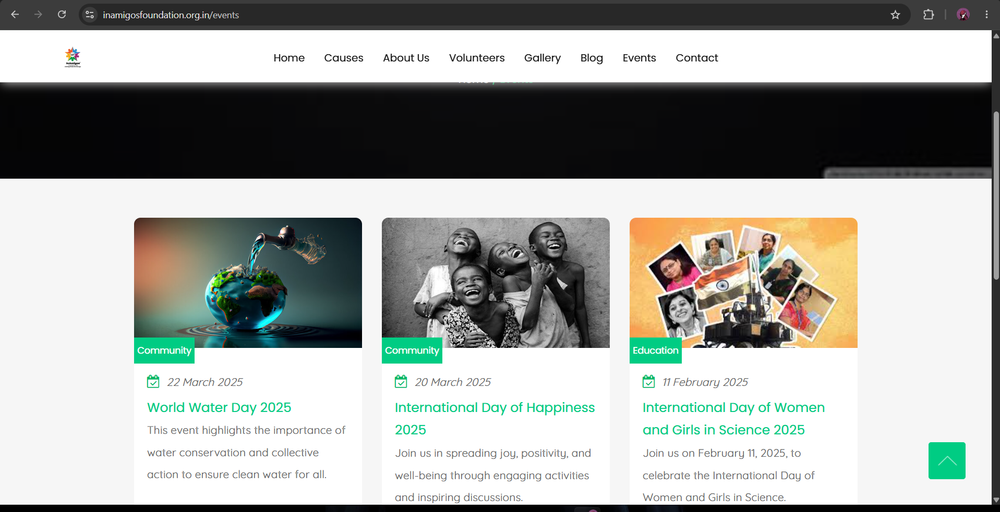 inamigosfoundation.org.in/events
InAmigos
Home Causes About Us Volunteers Gallery Blog Events Contact
Community
22 March 2025
World Water Day 2025
This event highlights the importance of
water conservation and collective
action to ensure clean water for all.
Community
20 March 2025
International Day of Happiness
2025
Join us in spreading joy, positivity, and
well-being through engaging activities
and inspiring discussions.
Education
11 February 2025
International Day of Women
and Girls in Science 2025
Join us on February 11, 2025, to
celebrate the International Day of
Women and Girls in Science.